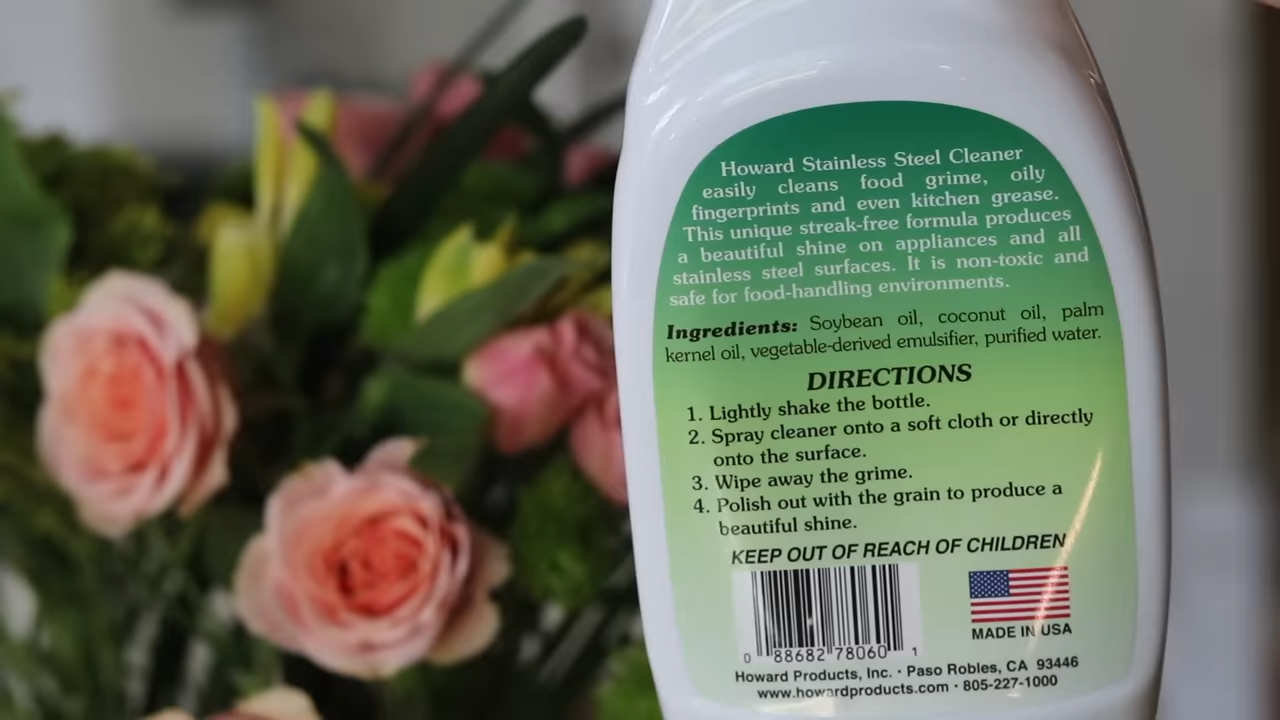 Howard Stainless Steel Cleaner
easily cleans food grime, oily
fingerprints and even kitchen grease.
This unique streak-free formula produces
a beautiful shine on appliances and all
stainless steel surfaces. It is non-toxic and
safe for food-handling environments.
Ingredients: Soybean oil, coconut oil, palm
kernel oil, vegetable-derived emulsifier, purified water.
DIRECTIONS
1. Lightly shake the bottle.
2. Spray cleaner onto a soft cloth or directly
onto the surface.
3. Wipe away the grime.
4. Polish out with the grain to produce a
beautiful shine.
KEEP OUT OF REACH OF CHILDREN
MADE IN USA
0 88682 78060 1
Howard Products, Inc. · Paso Robles, CA 93446
www.howardproducts.com · 805-227-1000